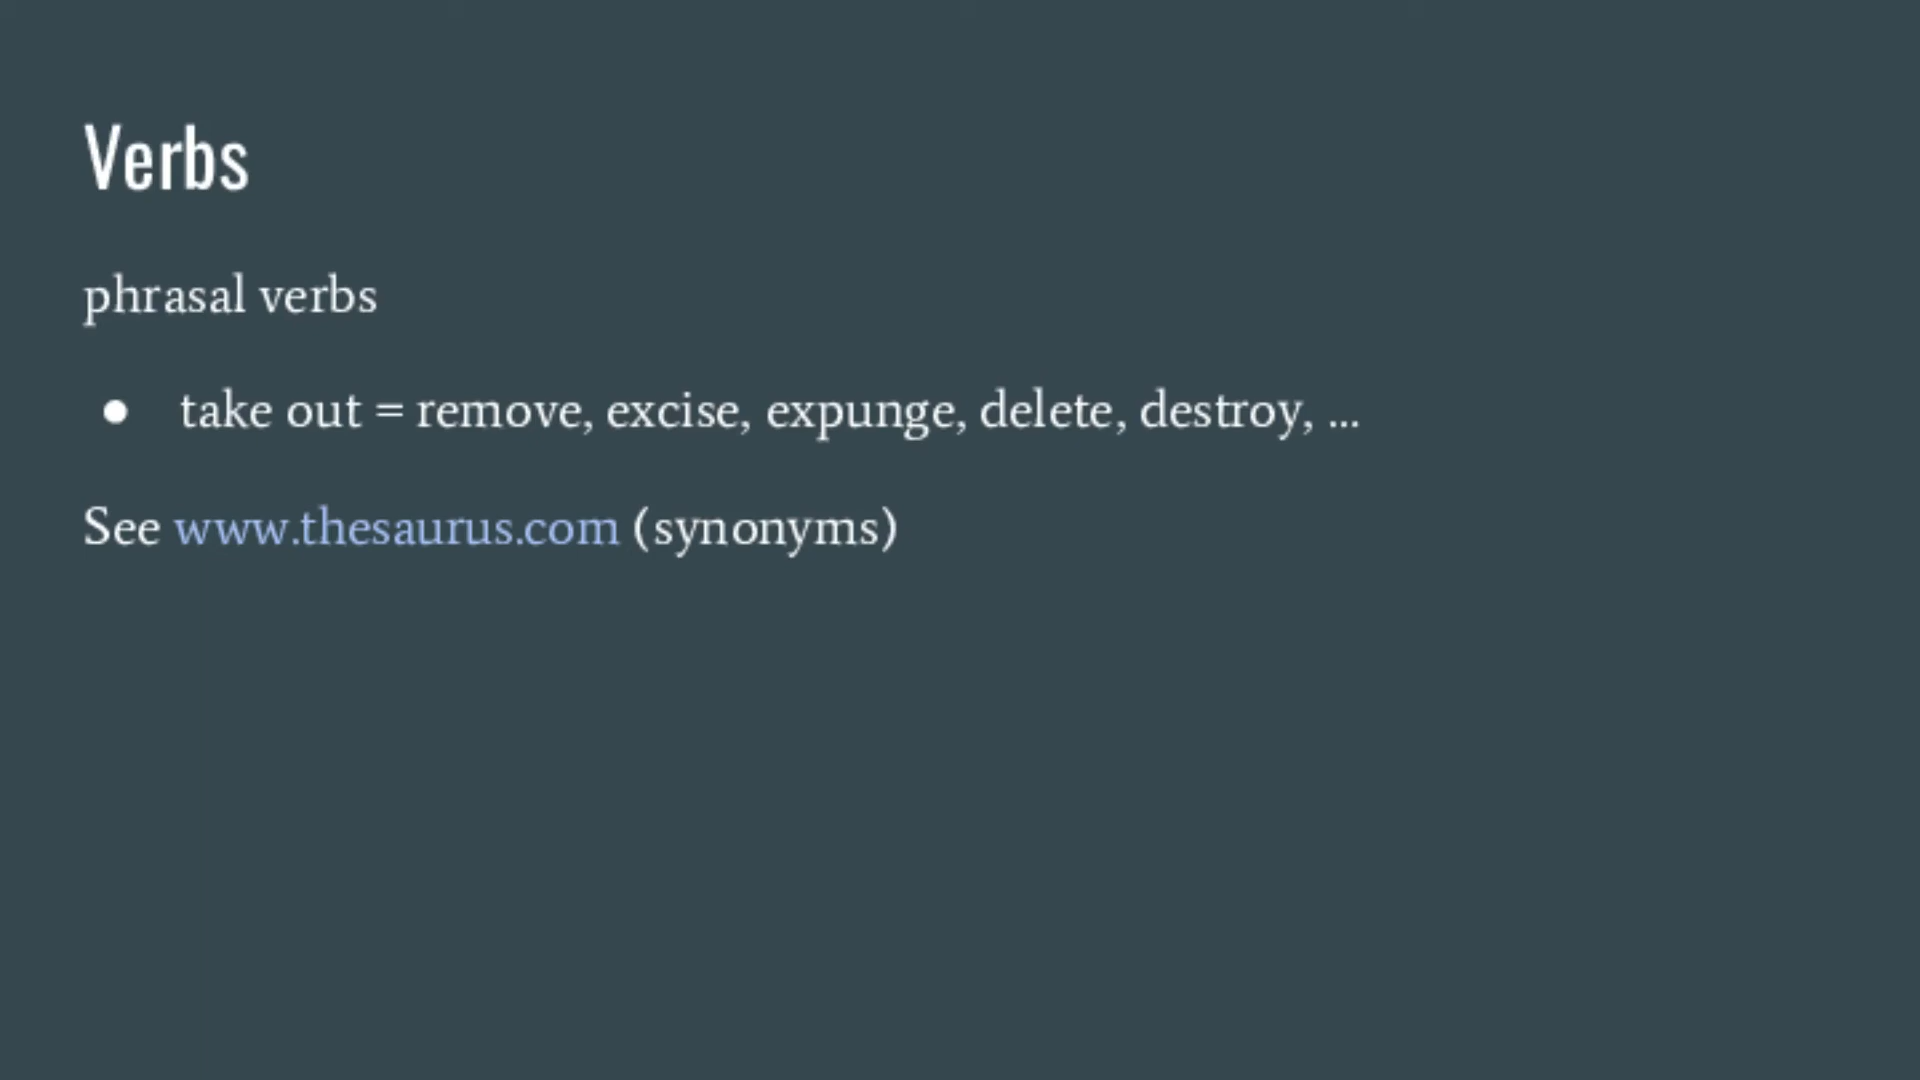 Verbs
phrasal verbs
● take out = remove, excise, expunge, delete, destroy, ...
See www.thesaurus.com (synonyms)